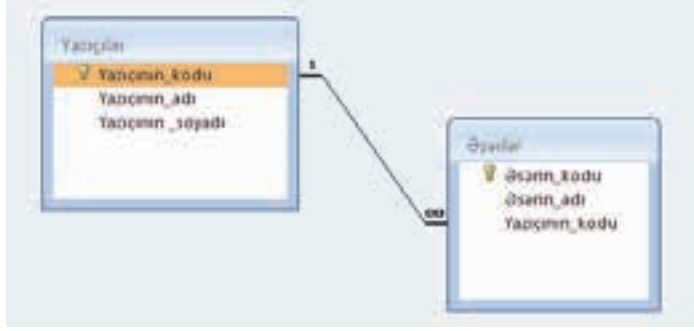 Yazıçılar
Yazıçının_kodu
Yazıçının_adı
Yazıçının _soyadı
1
∞
Əsərlər
Əsərin_kodu
Əsərin_adı
Yazıçının_kodu